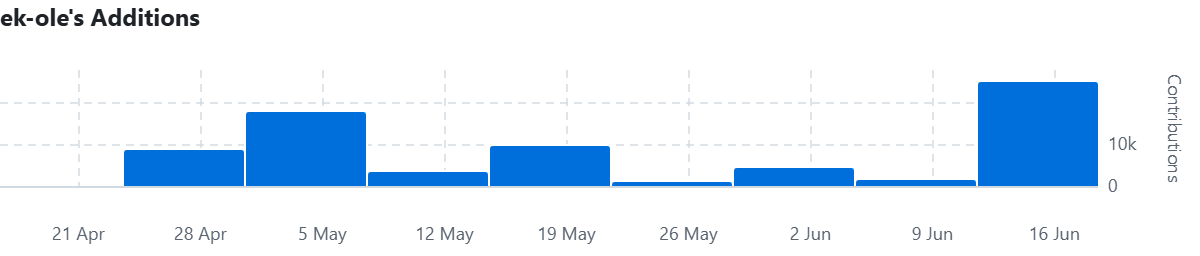 ek-ole's Additions
Contributions
10k
0
21 Apr
28 Apr
5 May
12 May
19 May
26 May
2 Jun
9 Jun
16 Jun